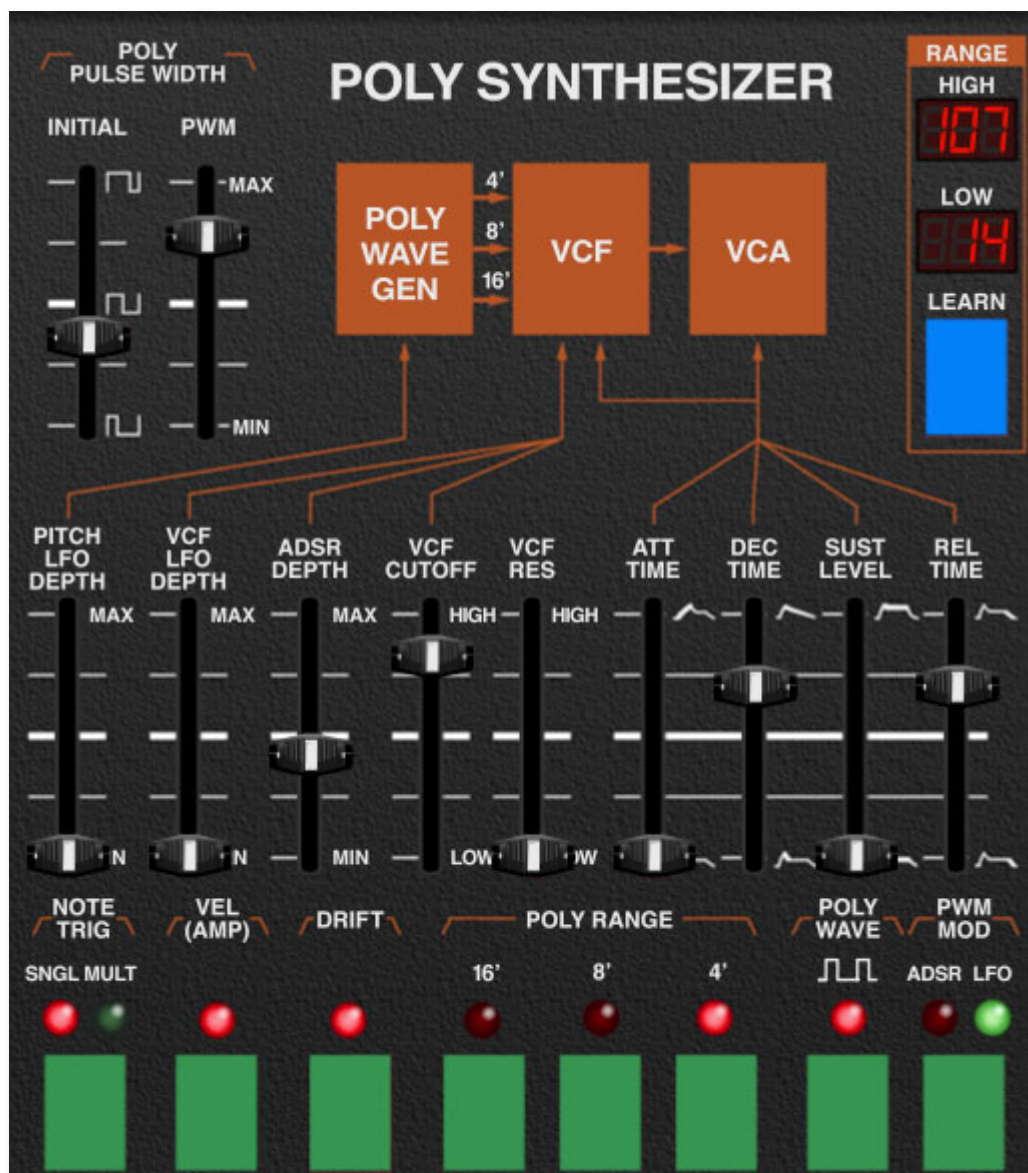 POLY
PULSE WIDTH
INITIAL PWM
MAX
MIN
POLY SYNTHESIZER
POLY
WAVE
GEN
4'
8'
16'
VCF
VCA
RANGE
HIGH
107
LOW
14
LEARN
PITCH
LFO
DEPTH
VCF
LFO
DEPTH
ADSR
DEPTH
VCF
CUTOFF
VCF
RES
ATT
TIME
DEC
TIME
SUST
LEVEL
REL
TIME
MAX MAX MAX HIGH HIGH
N N MIN LOW OW
NOTE
TRIG
VEL
(AMP)
DRIFT
POLY RANGE
POLY
WAVE
PWM
MOD
SNGL MULT
16' 8' 4'
ADSR LFO